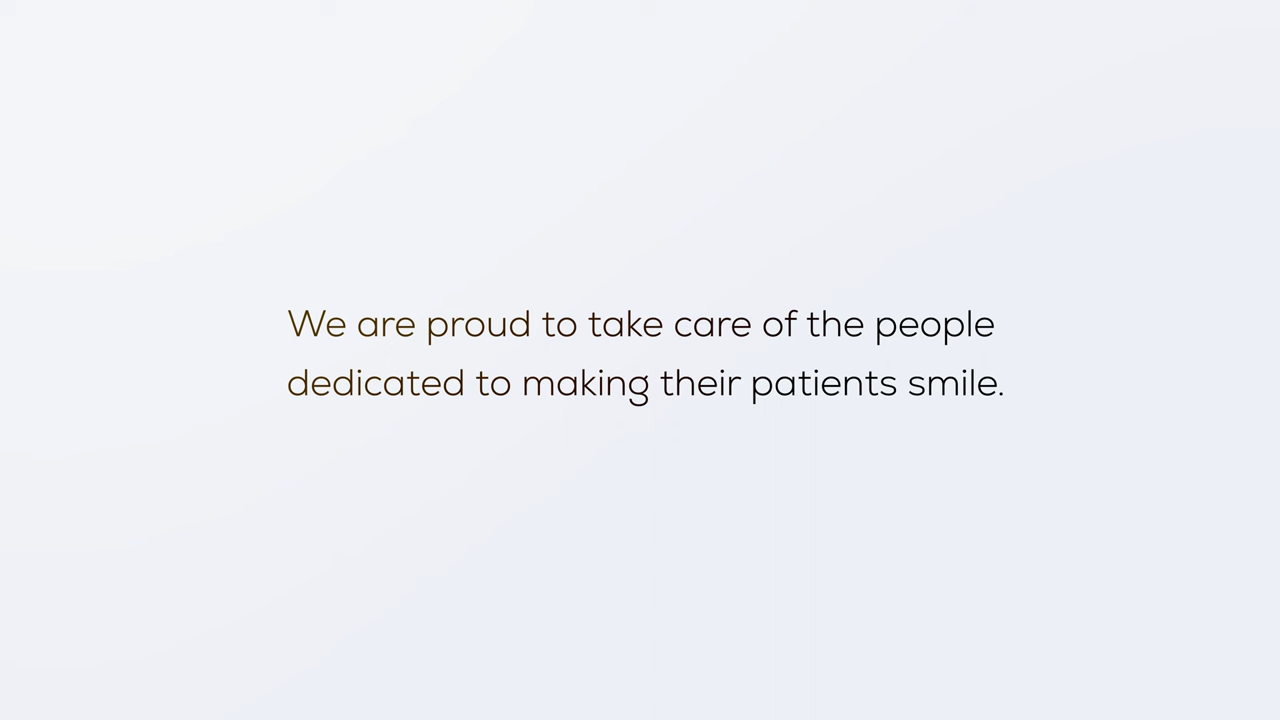 We are proud to take care of the people
dedicated to making their patients smile.